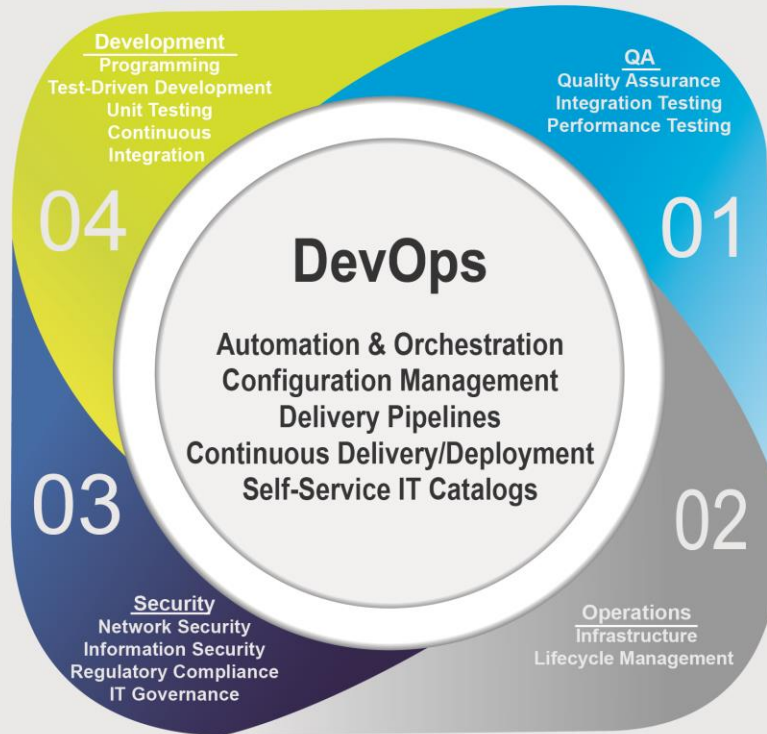 Development
Programming
Test-Driven Development
Unit Testing
Continuous
Integration
04
QA
Quality Assurance
Integration Testing
Performance Testing
01
DevOps
Automation & Orchestration
Configuration Management
Delivery Pipelines
Continuous Delivery/Deployment
Self-Service IT Catalogs
03
Security
Network Security
Information Security
Regulatory Compliance
IT Governance
02
Operations
Infrastructure
Lifecycle Management